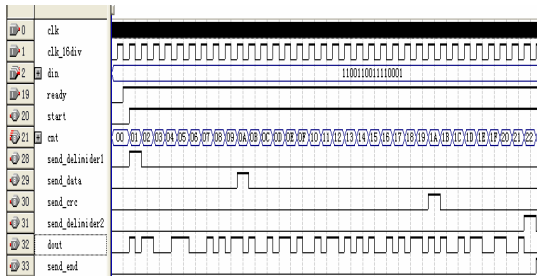 0 clk
1 clk_16div
2 din 1100110011110001
19 ready
20 start
21 cnt 00 01 02 03 04 05 06 07 08 09 0A 0B 0C 0D 0E 0F 10 11 12 13 14 15 16 17 18 19 1A 1B 1C 1D 1E 1F 20 21 22
28 send_delimider1
29 send_data
30 send_crc
31 send_delimider2
32 dout
33 send_end